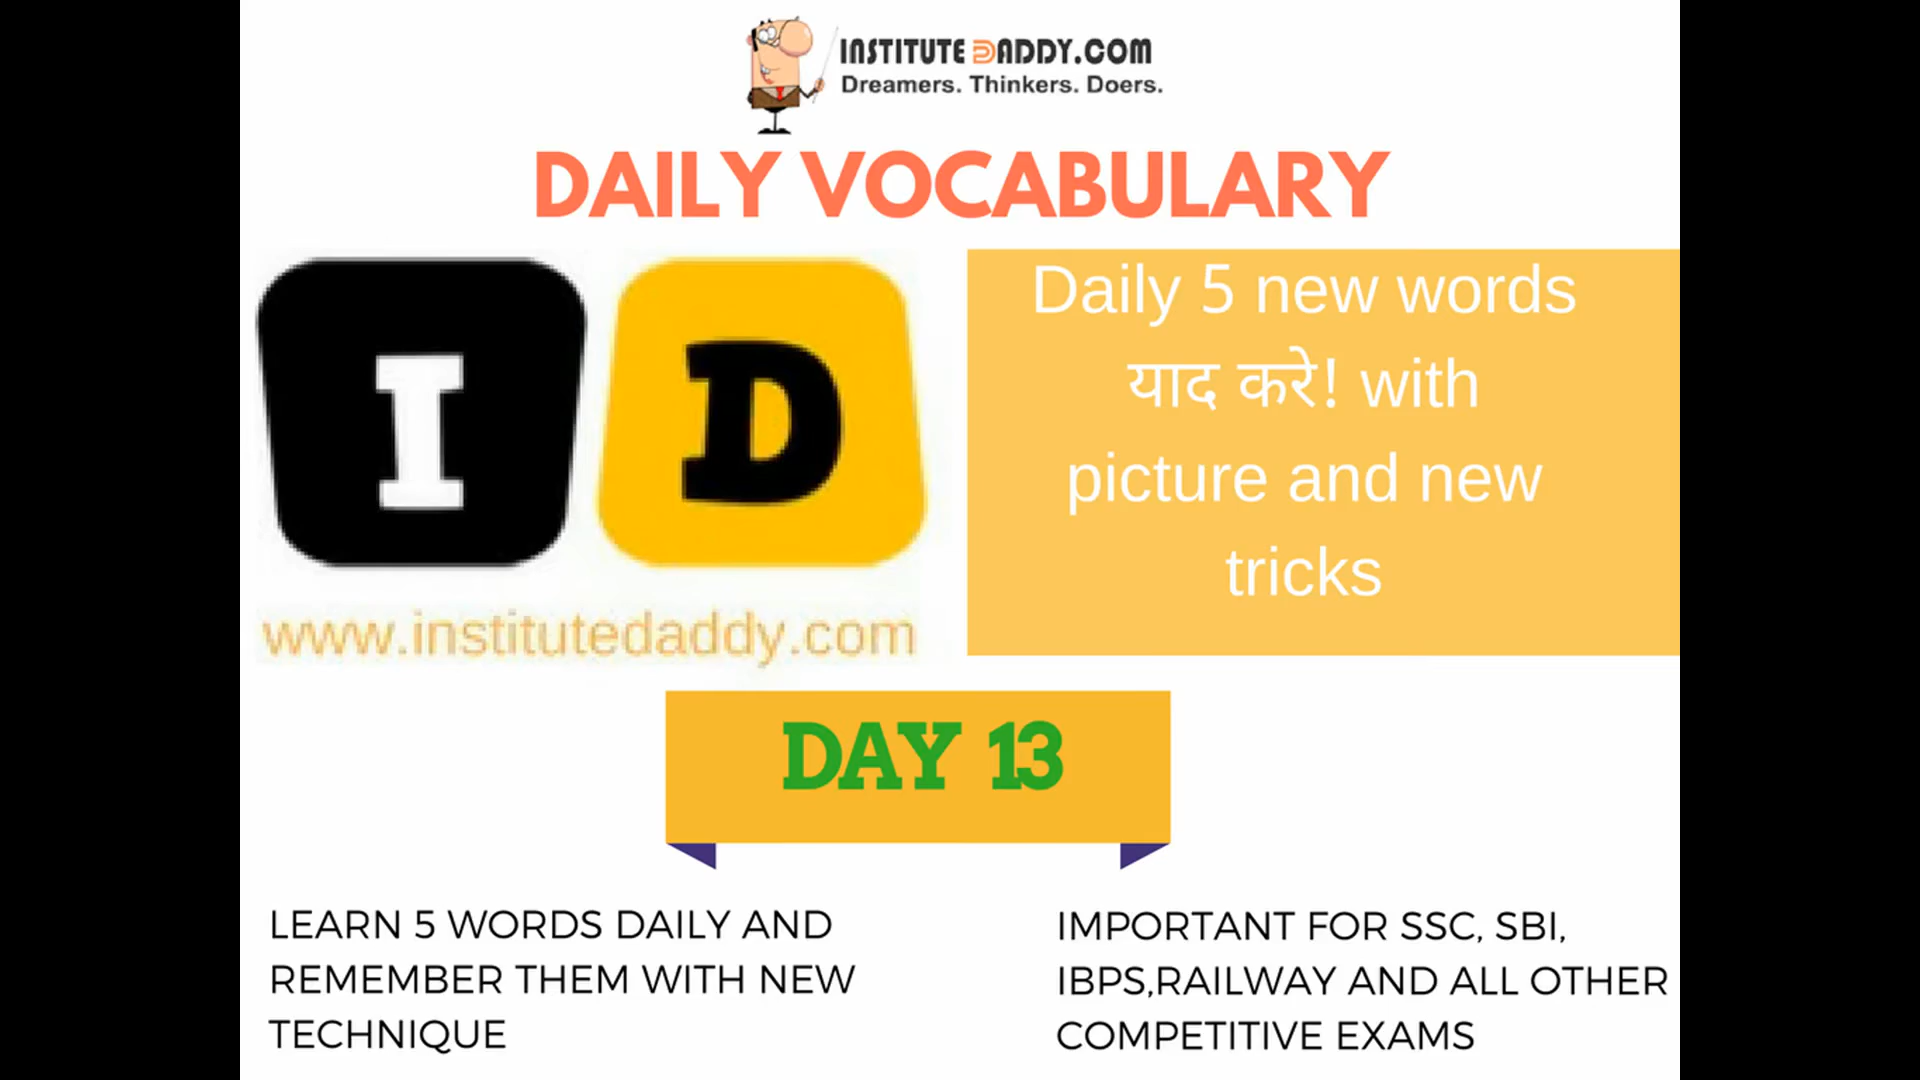 INSTITUTE DADDY.COM
Dreamers. Thinkers. Doers.
DAILY VOCABULARY
I D
www.institutedaddy.com
Daily 5 new words
याद करे! with
picture and new
tricks
DAY 13
LEARN 5 WORDS DAILY AND
REMEMBER THEM WITH NEW
TECHNIQUE
IMPORTANT FOR SSC, SBI,
IBPS,RAILWAY AND ALL OTHER
COMPETITIVE EXAMS